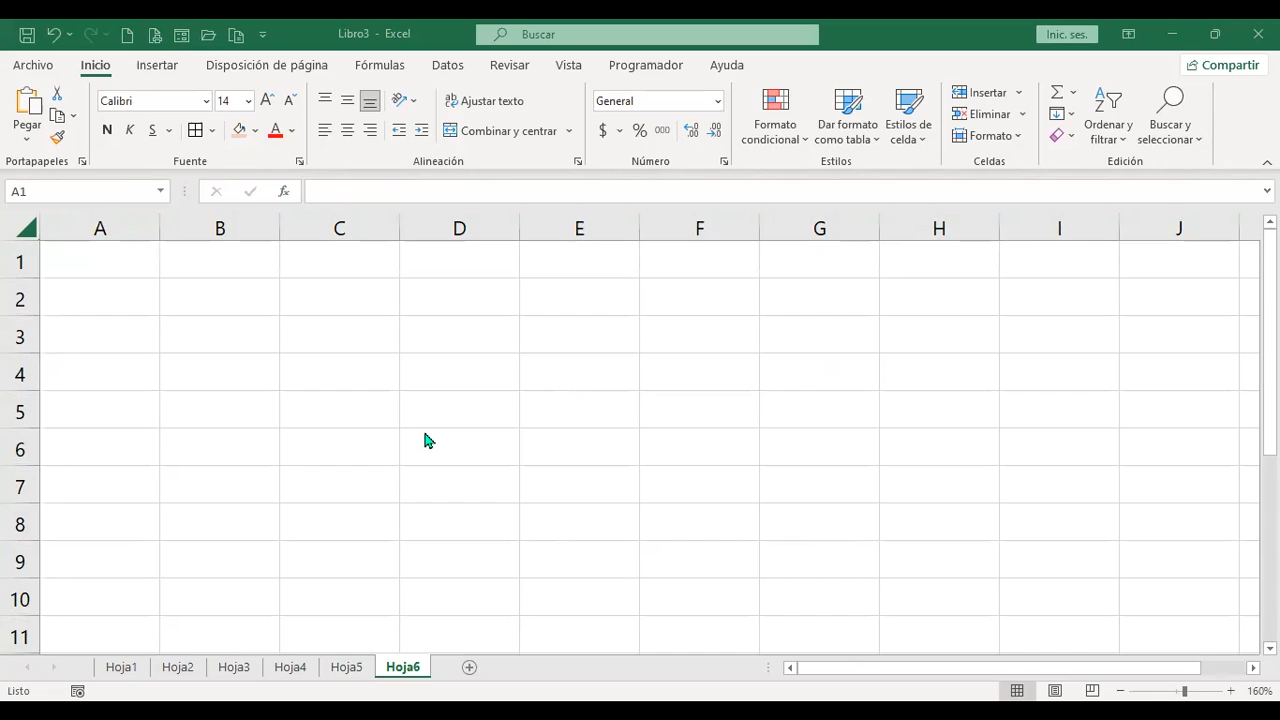 Libro3 - Excel
Buscar
Inic. ses.
Archivo Inicio Insertar Disposición de página Fórmulas Datos Revisar Vista Programador Ayuda
Compartir
Pegar
Portapapeles
Calibri 14
N K S
Fuente
Ajustar texto
Combinar y centrar
Alineación
General
$ % 000
Número
Formato condicional
Dar formato como tabla
Estilos de celda
Estilos
Insertar
Eliminar
Formato
Celdas
Ordenar y filtrar
Buscar y seleccionar
Edición
A1
fx
A B C D E F G H I J
1
2
3
4
5
6
7
8
9
10
11
Hoja1 Hoja2 Hoja3 Hoja4 Hoja5 Hoja6
Listo
160%